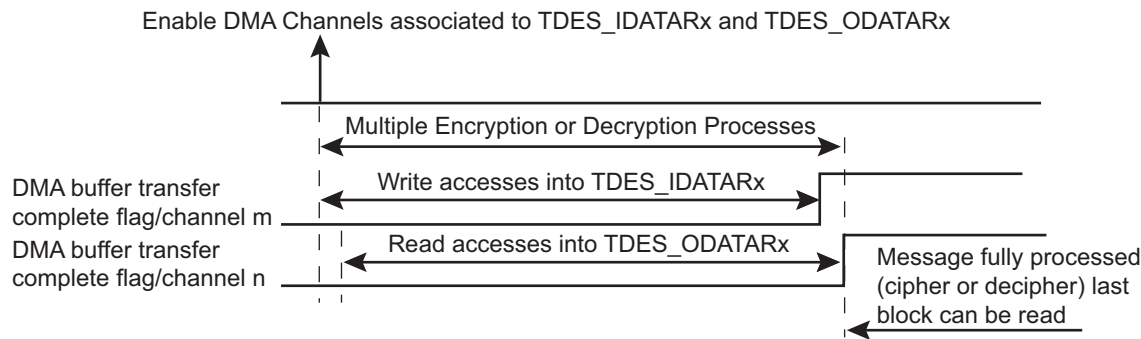 Enable DMA Channels associated to TDES_IDATARx and TDES_ODATARx
Multiple Encryption or Decryption Processes
DMA buffer transfer
complete flag/channel m
Write accesses into TDES_IDATARx
DMA buffer transfer
complete flag/channel n
Read accesses into TDES_ODATARx
Message fully processed
(cipher or decipher) last
block can be read